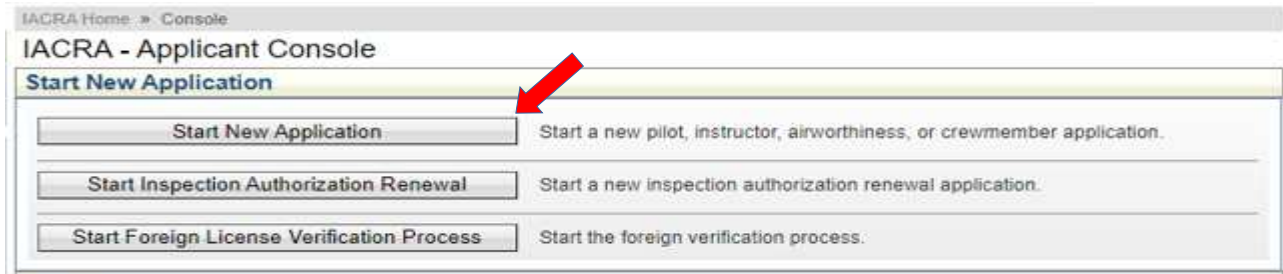 IACRA Home » Console
IACRA - Applicant Console
Start New Application
Start New Application Start a new pilot, instructor, airworthiness, or crewmember application.
Start Inspection Authorization Renewal Start a new inspection authorization renewal application.
Start Foreign License Verification Process Start the foreign verification process.